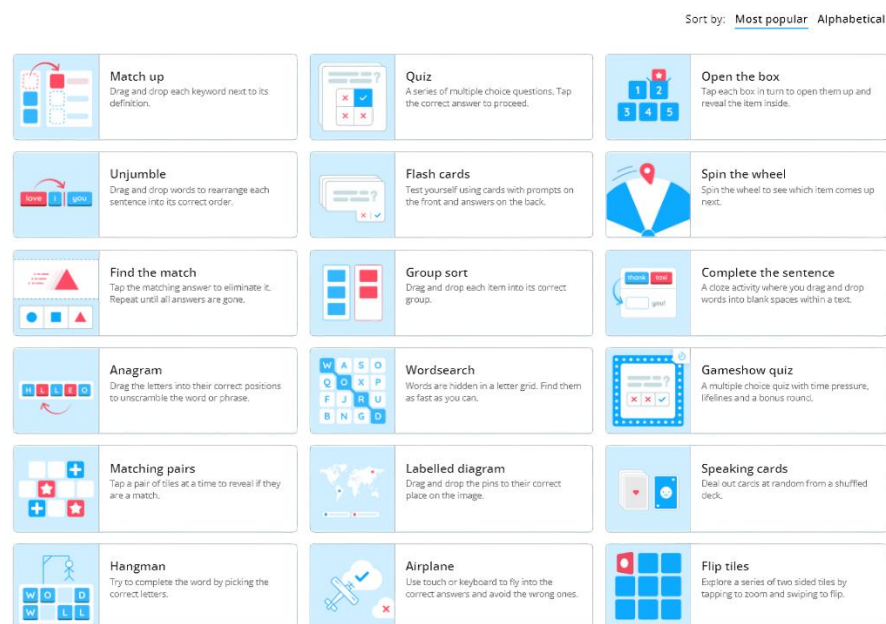 Sort by: Most popular Alphabetical
Match up
Drag and drop each keyword next to its
definition.
Quiz
A series of multiple choice questions. Tap
the correct answer to proceed.
Open the box
Tap each box in turn to open them up and
reveal the item inside.
1 2
3 4 5
Unjumble
Drag and drop words to rearrange each
sentence into its correct order.
love i you
Flash cards
Test yourself using cards with prompts on
the front and answers on the back.
Spin the wheel
Spin the wheel to see which item comes up
next.
Find the match
Tap the matching answer to eliminate it.
Repeat until all answers are gone.
Group sort
Drag and drop each item into its correct
group.
Complete the sentence
A cloze activity where you drag and drop
words into blank spaces within a text.
thank taxi
you!
Anagram
Drag the letters into their correct positions
to unscramble the word or phrase.
H L L E O
Wordsearch
Words are hidden in a letter grid. Find them
as fast as you can.
W A S O
Q O X P
F J R U
B N G D
Gameshow quiz
A multiple choice quiz with time pressure,
lifelines and a bonus round.
Matching pairs
Tap a pair of tiles at a time to reveal if they
are a match.
Labelled diagram
Drag and drop the pins to their correct
place on the image.
Speaking cards
Deal out cards at random from a shuffled
deck.
Hangman
Try to complete the word by picking the
correct letters.
W O D
W L L
Airplane
Use touch or keyboard to fly into the
correct answers and avoid the wrong ones.
Flip tiles
Explore a series of two sided tiles by
tapping to zoom and swiping to flip.